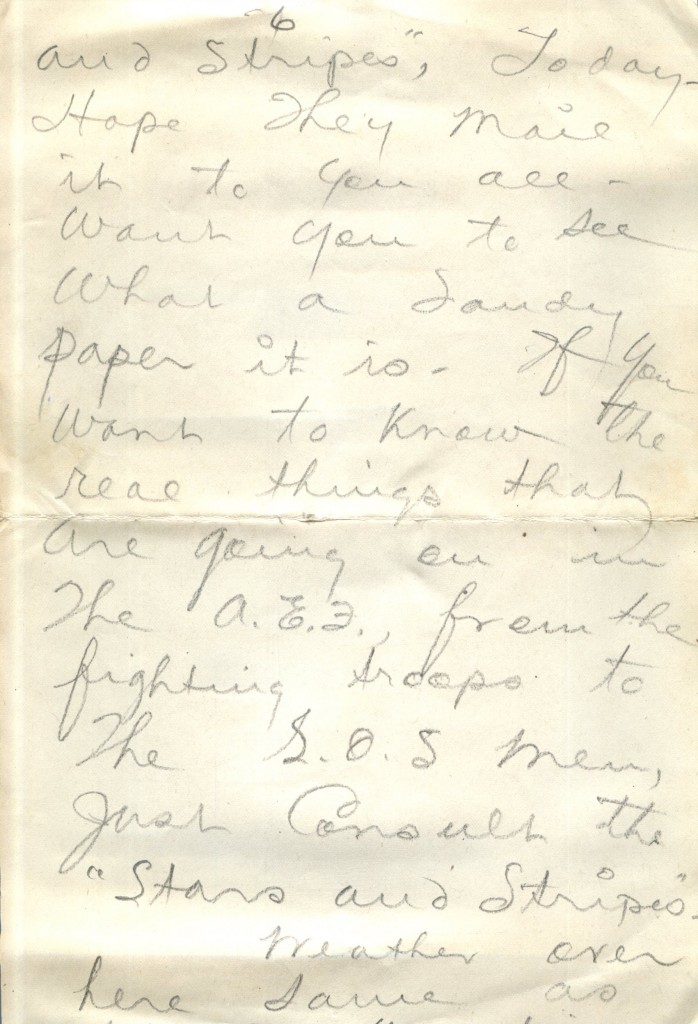 6
and Stripes", Today-
Hope They Mail
it to you all -
Want you to see
What a dandy
paper it is - If you
Want to Know the
real things that
are going on in
The A.E.F., from the
fighting troops to
The S.O.S Men,
Just Consult the
"Stars and Stripes".
Weather over
here same as